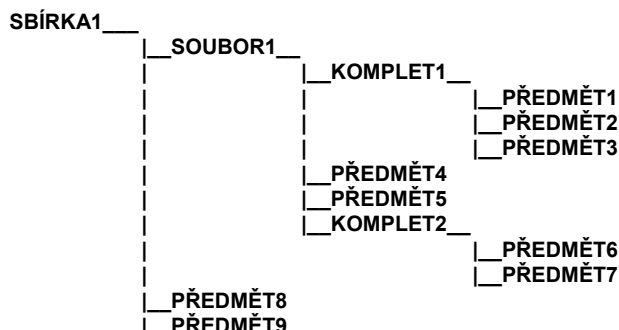 SBÍRKA1___
|__SOUBOR1__
| |__KOMPLET1__
| | |__PŘEDMĚT1
| | |__PŘEDMĚT2
| | |__PŘEDMĚT3
| |__PŘEDMĚT4
| |__PŘEDMĚT5
| |__KOMPLET2__
| |__PŘEDMĚT6
| |__PŘEDMĚT7
|__PŘEDMĚT8
|__PŘEDMĚT9